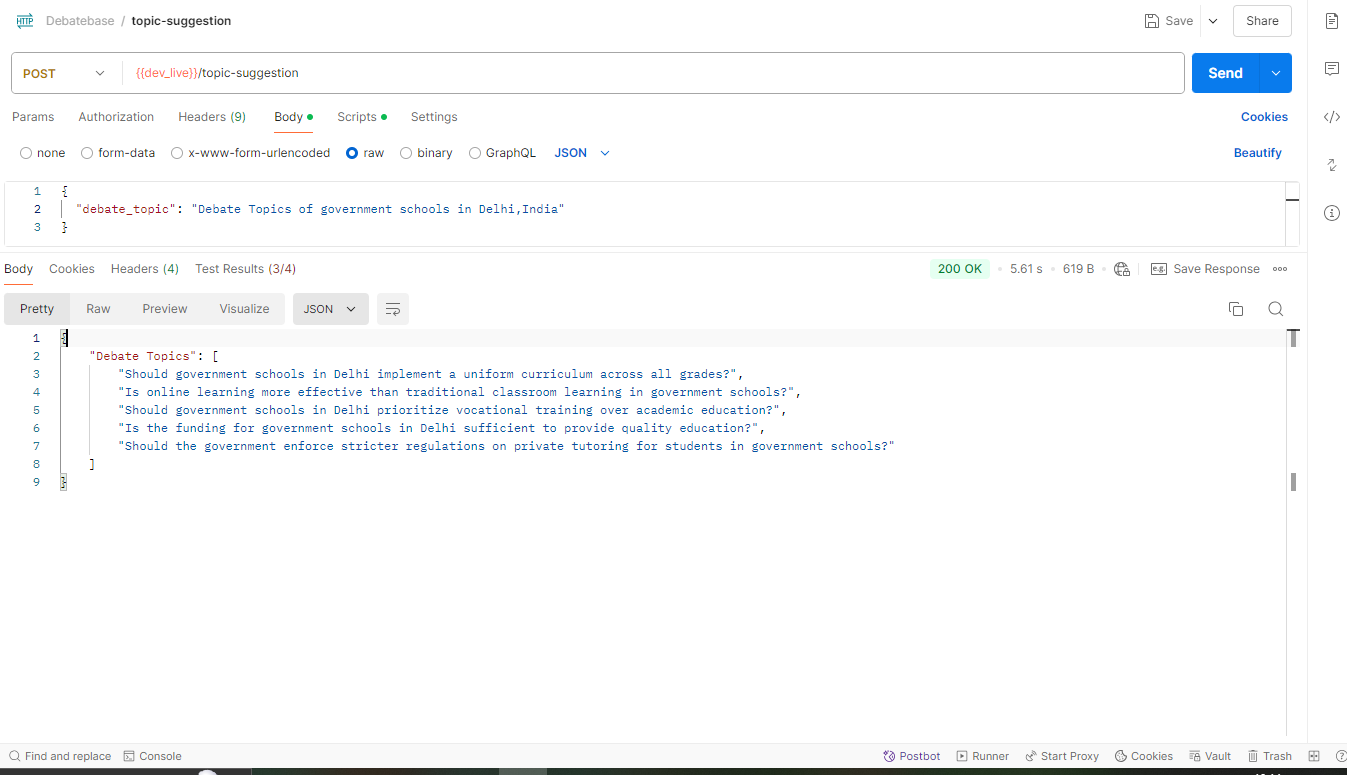 HTTP Debatebase / topic-suggestion Save Share
POST {{dev_live}}/topic-suggestion Send
Params Authorization Headers (9) Body Scripts Settings Cookies
none form-data x-www-form-urlencoded raw binary GraphQL JSON Beautify
1 {
2 "debate_topic": "Debate Topics of government schools in Delhi,India"
3 }
Body Cookies Headers (4) Test Results (3/4) 200 OK 5.61 s 619 B e.g. Save Response
Pretty Raw Preview Visualize JSON
1 {
2 "Debate Topics": [
3 "Should government schools in Delhi implement a uniform curriculum across all grades?",
4 "Is online learning more effective than traditional classroom learning in government schools?",
5 "Should government schools in Delhi prioritize vocational training over academic education?",
6 "Is the funding for government schools in Delhi sufficient to provide quality education?",
7 "Should the government enforce stricter regulations on private tutoring for students in government schools?"
8 ]
9 }
Find and replace Console Postbot Runner Start Proxy Cookies Vault Trash